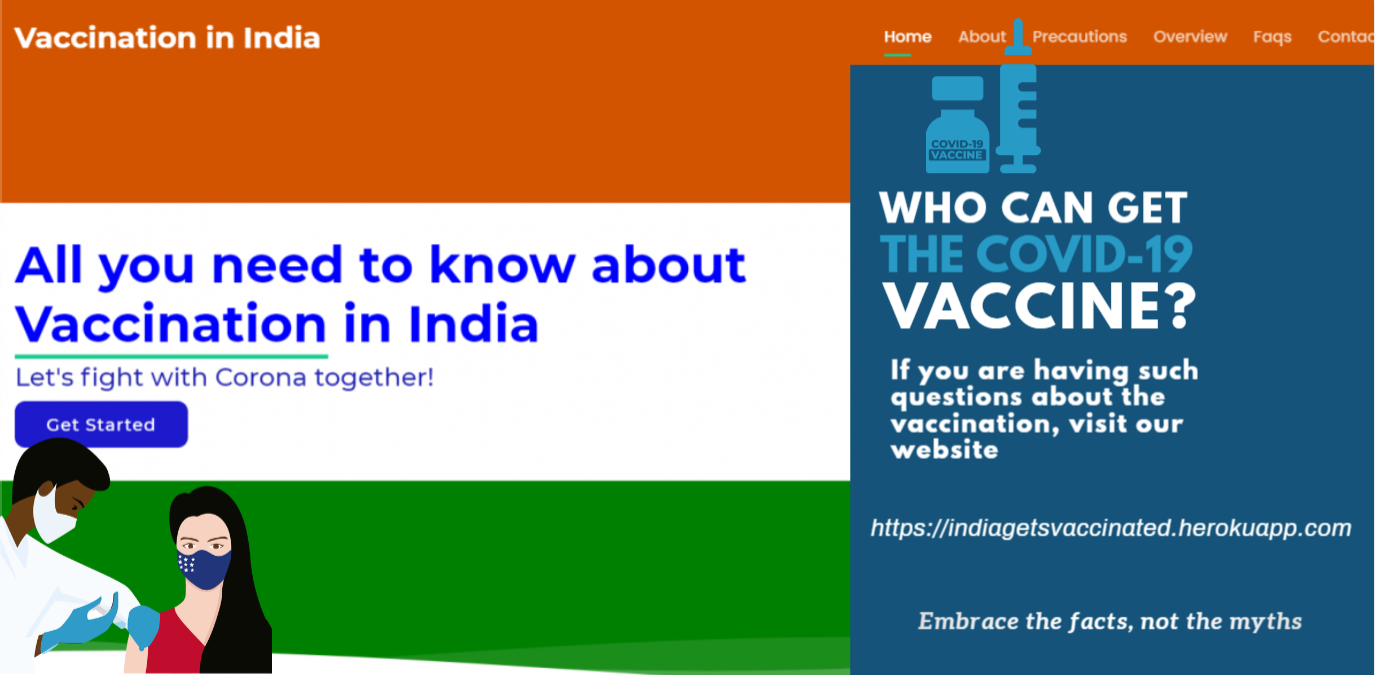 Vaccination in India
Home About Precautions Overview Faqs Contac
All you need to know about
Vaccination in India
Let's fight with Corona together!
Get Started
COVID-19
VACCINE
WHO CAN GET
THE COVID-19
VACCINE?
If you are having such
questions about the
vaccination, visit our
website
https://indiagetsvaccinated.herokuapp.com
Embrace the facts, not the myths